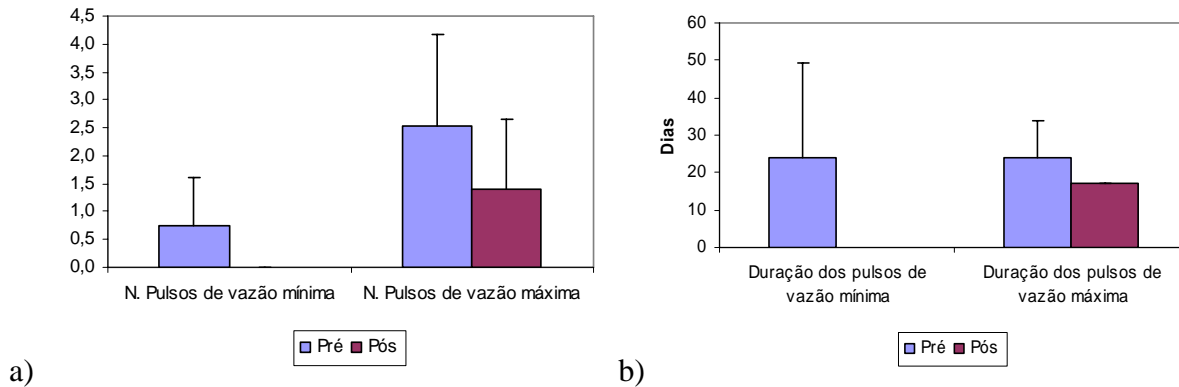 4,5
4,0
3,5
3,0
2,5
2,0
1,5
1,0
0,5
0,0
N. Pulsos de vazão mínima
N. Pulsos de vazão máxima
Pré
Pós
a)
Dias
60
50
40
30
20
10
0
Duração dos pulsos de
vazão mínima
Duração dos pulsos de
vazão máxima
Pré
Pós
b)